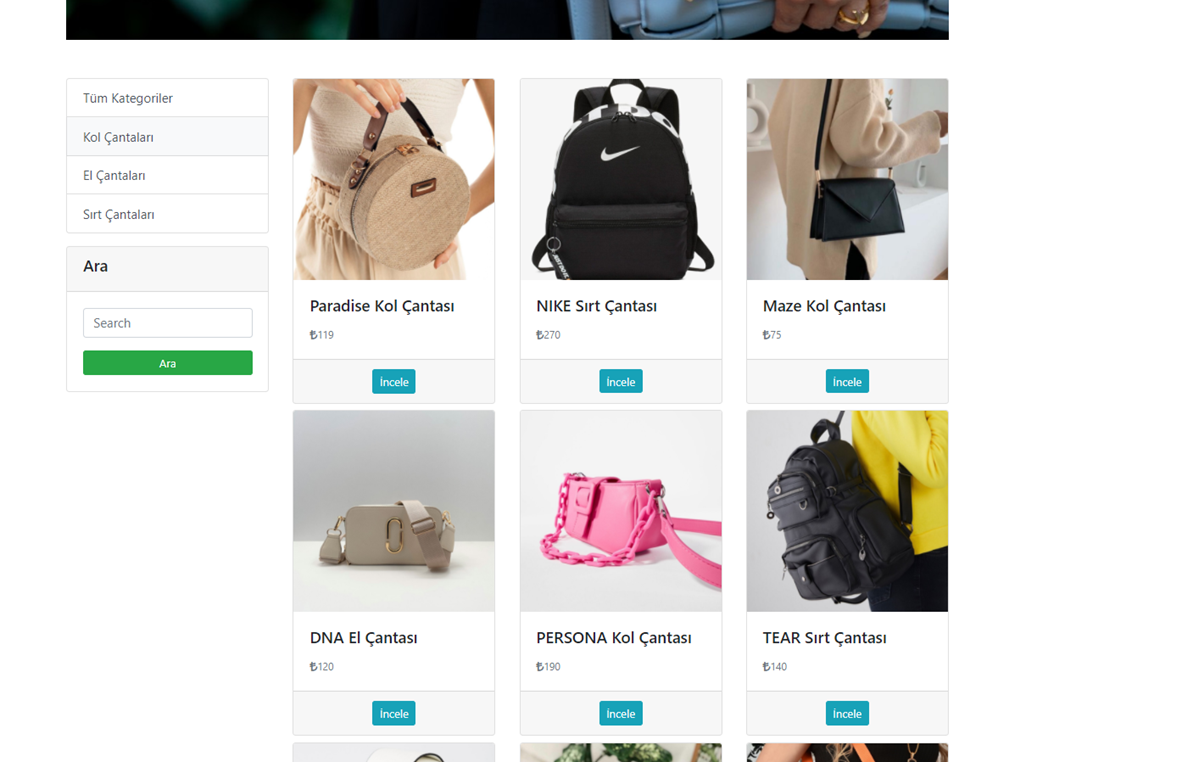 Tüm Kategoriler
Kol Çantaları
El Çantaları
Sırt Çantaları
Ara
Search
Ara
Paradise Kol Çantası
₺119
İncele
NIKE Sırt Çantası
₺270
İncele
Maze Kol Çantası
₺75
İncele
DNA El Çantası
₺120
İncele
PERSONA Kol Çantası
₺190
İncele
TEAR Sırt Çantası
₺140
İncele